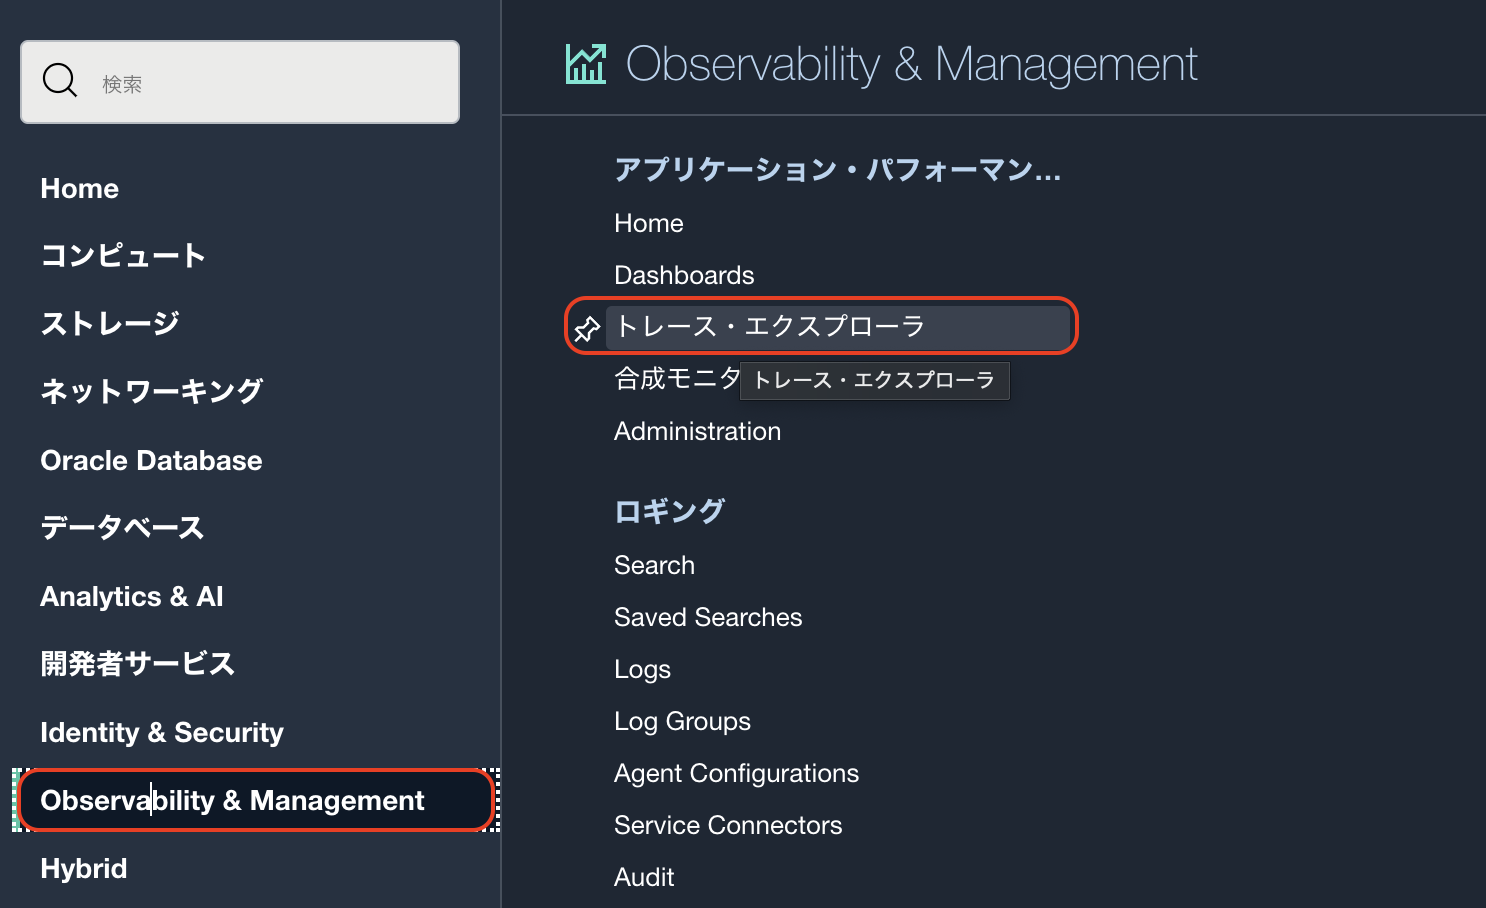 検索
Home
コンピュート
ストレージ
ネットワーキング
Oracle Database
データベース
Analytics & AI
開発者サービス
Identity & Security
Observability & Management
Hybrid
Observability & Management
アプリケーション・パフォーマン...
Home
Dashboards
トレース・エクスプローラ
合成モニタ
トレース・エクスプローラ
Administration
ロギング
Search
Saved Searches
Logs
Log Groups
Agent Configurations
Service Connectors
Audit